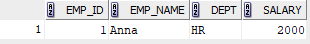 EMP_ID EMP_NAME DEPT SALARY
1 1 Anna HR 2000